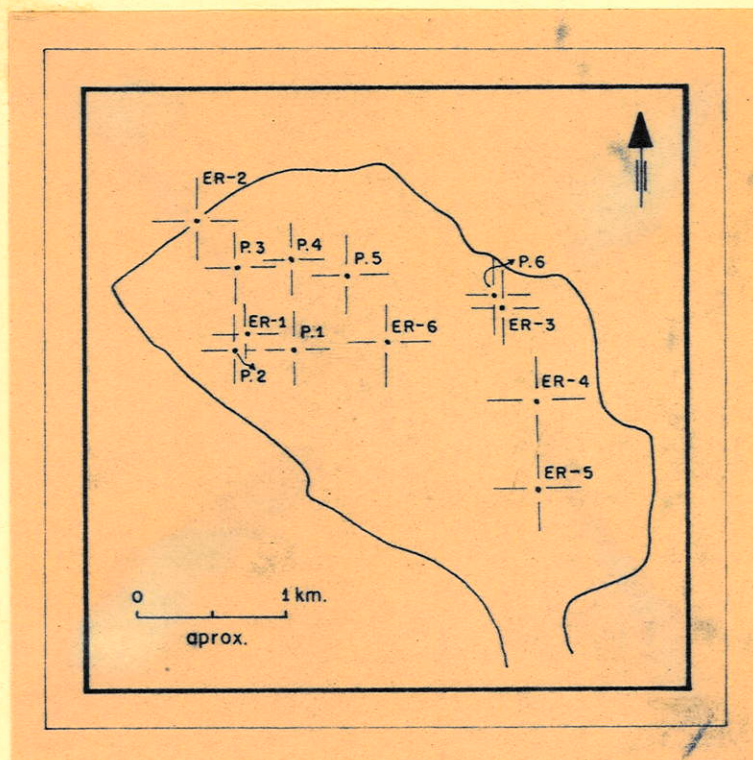 ER-2
P.3
P.4
P.5
P.6
ER-1
P.1
ER-6
ER-3
P.2
ER-4
ER-5
0 1 km.
aprox.